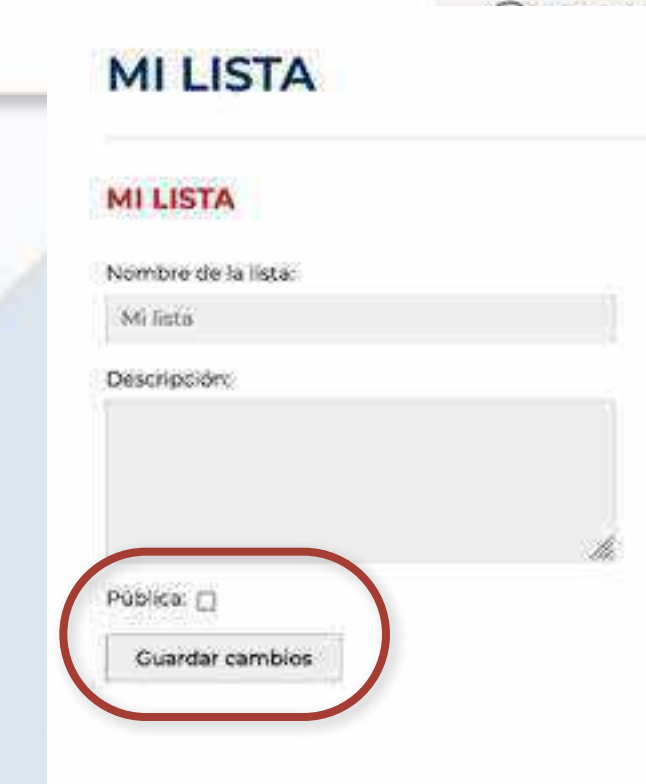 MI LISTA
MI LISTA
Nombre de la lista:
Mi lista
Descripción:
Pública:
Guardar cambios